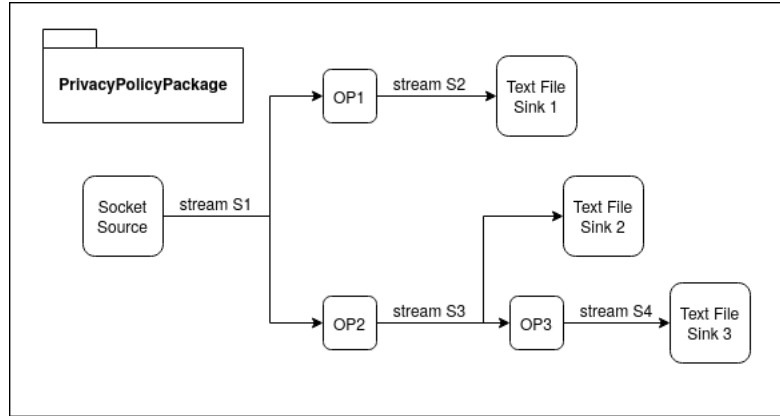 PrivacyPolicyPackage
OP1
stream S2
Text File
Sink 1
Socket
Source
stream S1
Text File
Sink 2
OP2
stream S3
OP3
stream S4
Text File
Sink 3